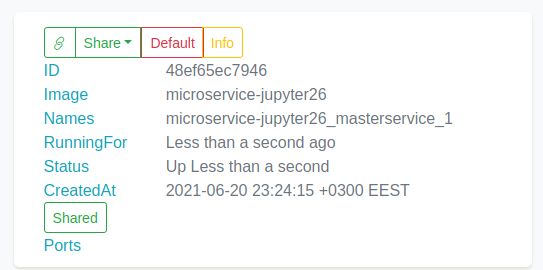 Share Default Info
ID 48ef65ec7946
Image microservice-jupyter26
Names microservice-jupyter26_masterservice_1
RunningFor Less than a second ago
Status Up Less than a second
CreatedAt 2021-06-20 23:24:15 +0300 EEST
Shared
Ports